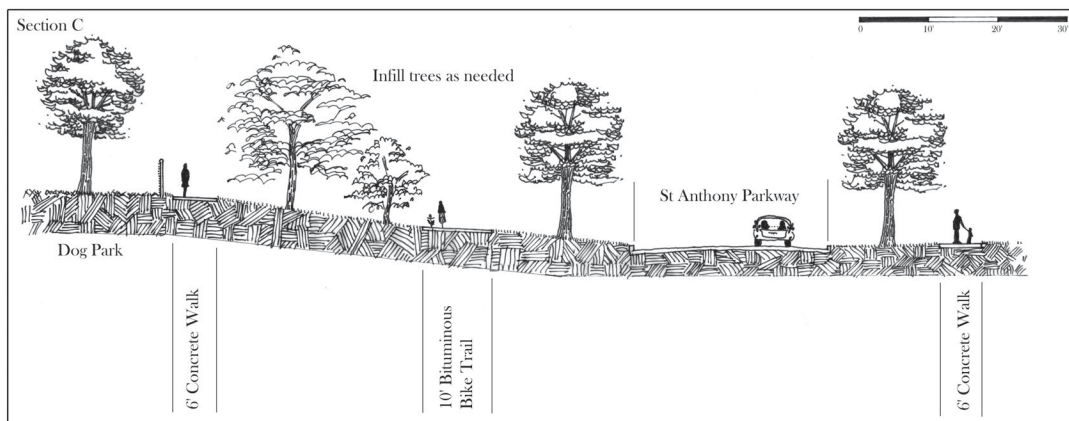 Section C
0 10' 20' 30'
Infill trees as needed
St Anthony Parkway
Dog Park
6' Concrete Walk
10' Bituminous
Bike Trail
6' Concrete Walk